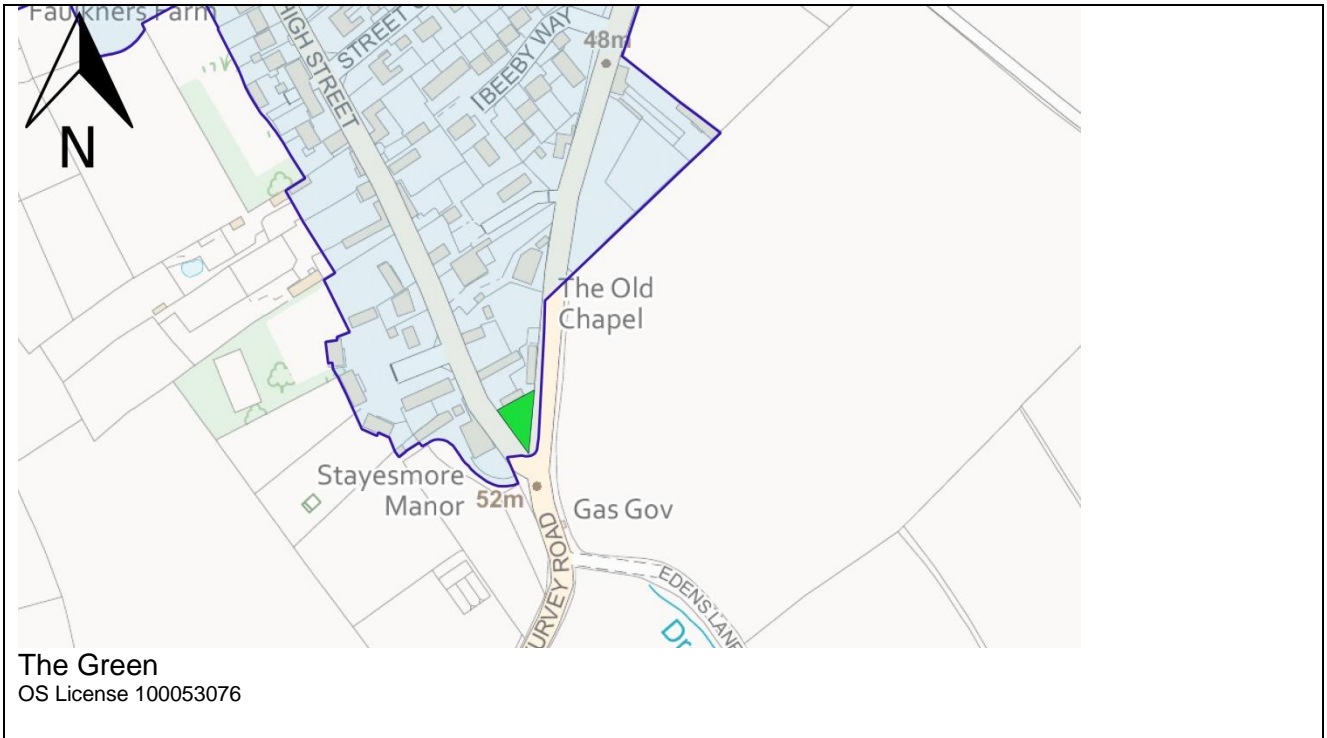 Faulkners Farm
N
HIGH STREET
STREET
BEEBY WAY
48m
The Old
Chapel
Stayesmore
Manor
52m
Gas Gov
URVEY ROAD
EDENS LANE
Dr
The Green
OS License 100053076